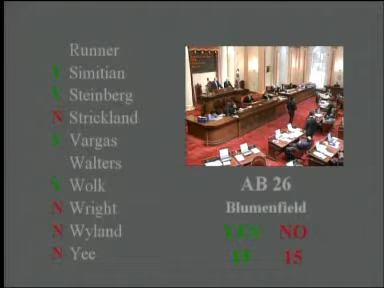 Runner
Y Simitian
Y Steinberg
N Strickland
Y Vargas
Walters
Y Wolk
N Wright
N Wyland
N Yee
AB 26
Blumenfield
YES NO
15